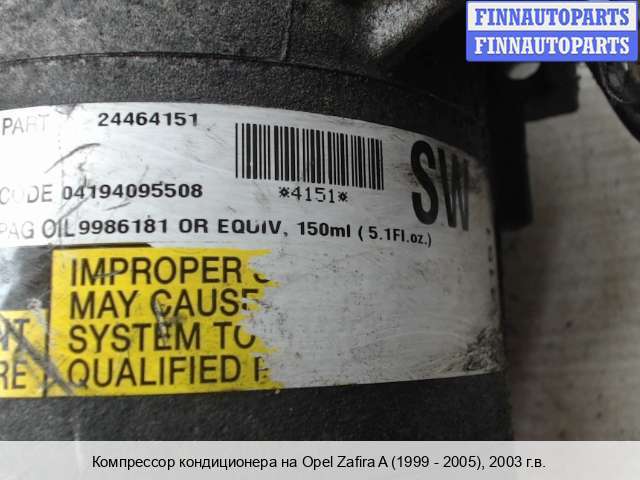 FINNAUTOPARTS
FINNAUTOPARTS
PART 24464151
*4151*
SW
CODE 04194095508
PAG OIL 9986181 OR EQUIV, 150ml ( 5.1Fl.oz.)
IMPROPER
MAY CAUSE
SYSTEM TO
QUALIFIED
RE
Компрессор кондиционера на Opel Zafira A (1999 - 2005), 2003 г.в.